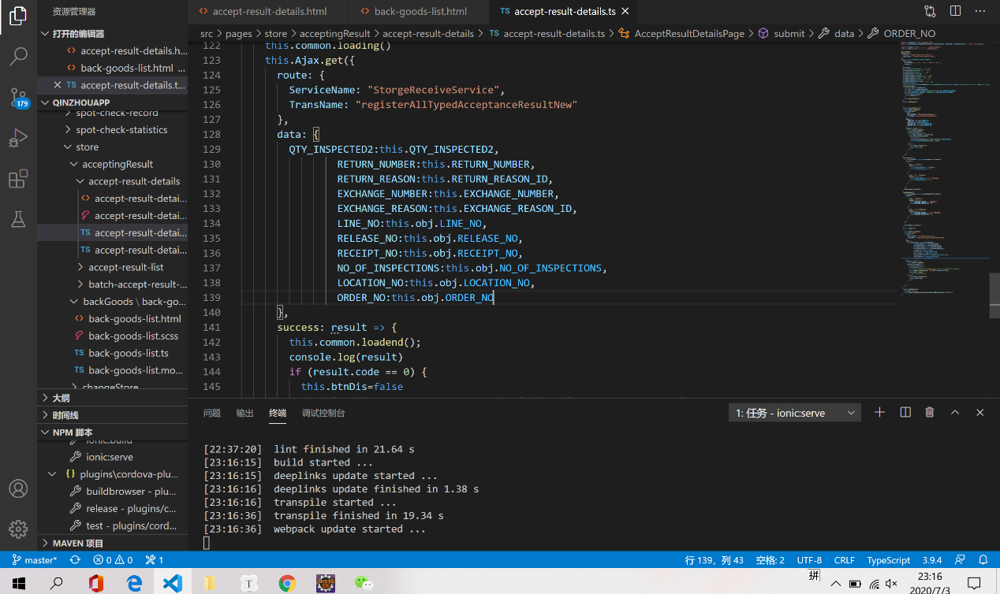 资源管理器
打开的编辑器
accept-result-details.h...
back-goods-list.html ...
TS accept-result-details.t...
QINZHOUAPP
spot-check-record
spot-check-statistics
store
acceptingResult
accept-result-details
accept-result-detai...
accept-result-detai...
TS accept-result-detai...
TS accept-result-detai...
accept-result-list
batch-accept-result-...
backGoods \ back-go...
back-goods-list.html
back-goods-list.scss
TS back-goods-list.ts
TS back-goods-list.mo...
changeStore
大纲
时间线
NPM 脚本
ionic:build
ionic:serve
plugins\cordova-plu...
buildbrowser - plu...
release - plugins/c...
test - plugins/cord...
MAVEN 项目
179
accept-result-details.html
back-goods-list.html
TS accept-result-details.ts
src > pages > store > acceptingResult > accept-result-details > TS accept-result-details.ts > AcceptResultDetailsPage > submit > data > ORDER_NO
122 this.common.loading()
123 this.Ajax.get({
124 route: {
125 ServiceName: "StorgeReceiveService",
126 TransName: "registerAllTypedAcceptanceResultNew"
127 },
128 data: {
129 QTY_INSPECTED2:this.QTY_INSPECTED2,
130 RETURN_NUMBER:this.RETURN_NUMBER,
131 RETURN_REASON:this.RETURN_REASON_ID,
132 EXCHANGE_NUMBER:this.EXCHANGE_NUMBER,
133 EXCHANGE_REASON:this.EXCHANGE_REASON_ID,
134 LINE_NO:this.obj.LINE_NO,
135 RELEASE_NO:this.obj.RELEASE_NO,
136 RECEIPT_NO:this.obj.RECEIPT_NO,
137 NO_OF_INSPECTIONS:this.obj.NO_OF_INSPECTIONS,
138 LOCATION_NO:this.obj.LOCATION_NO,
139 ORDER_NO:this.obj.ORDER_NO
140 },
141 success: result => {
142 this.common.loadend();
143 console.log(result)
144 if (result.code == 0) {
145 this.btnDis=false
问题 输出 终端 调试控制台
1: 任务 - ionic:serve
[22:37:20] lint finished in 21.64 s
[23:16:15] build started ...
[23:16:15] deeplinks update started ...
[23:16:16] deeplinks update finished in 1.38 s
[23:16:16] transpile started ...
[23:16:36] transpile finished in 19.34 s
[23:16:36] webpack update started ...
master* 0 0 1
行 139，列 43 空格: 2 UTF-8 CRLF TypeScript 3.9.4
拼
23:16
2020/7/3